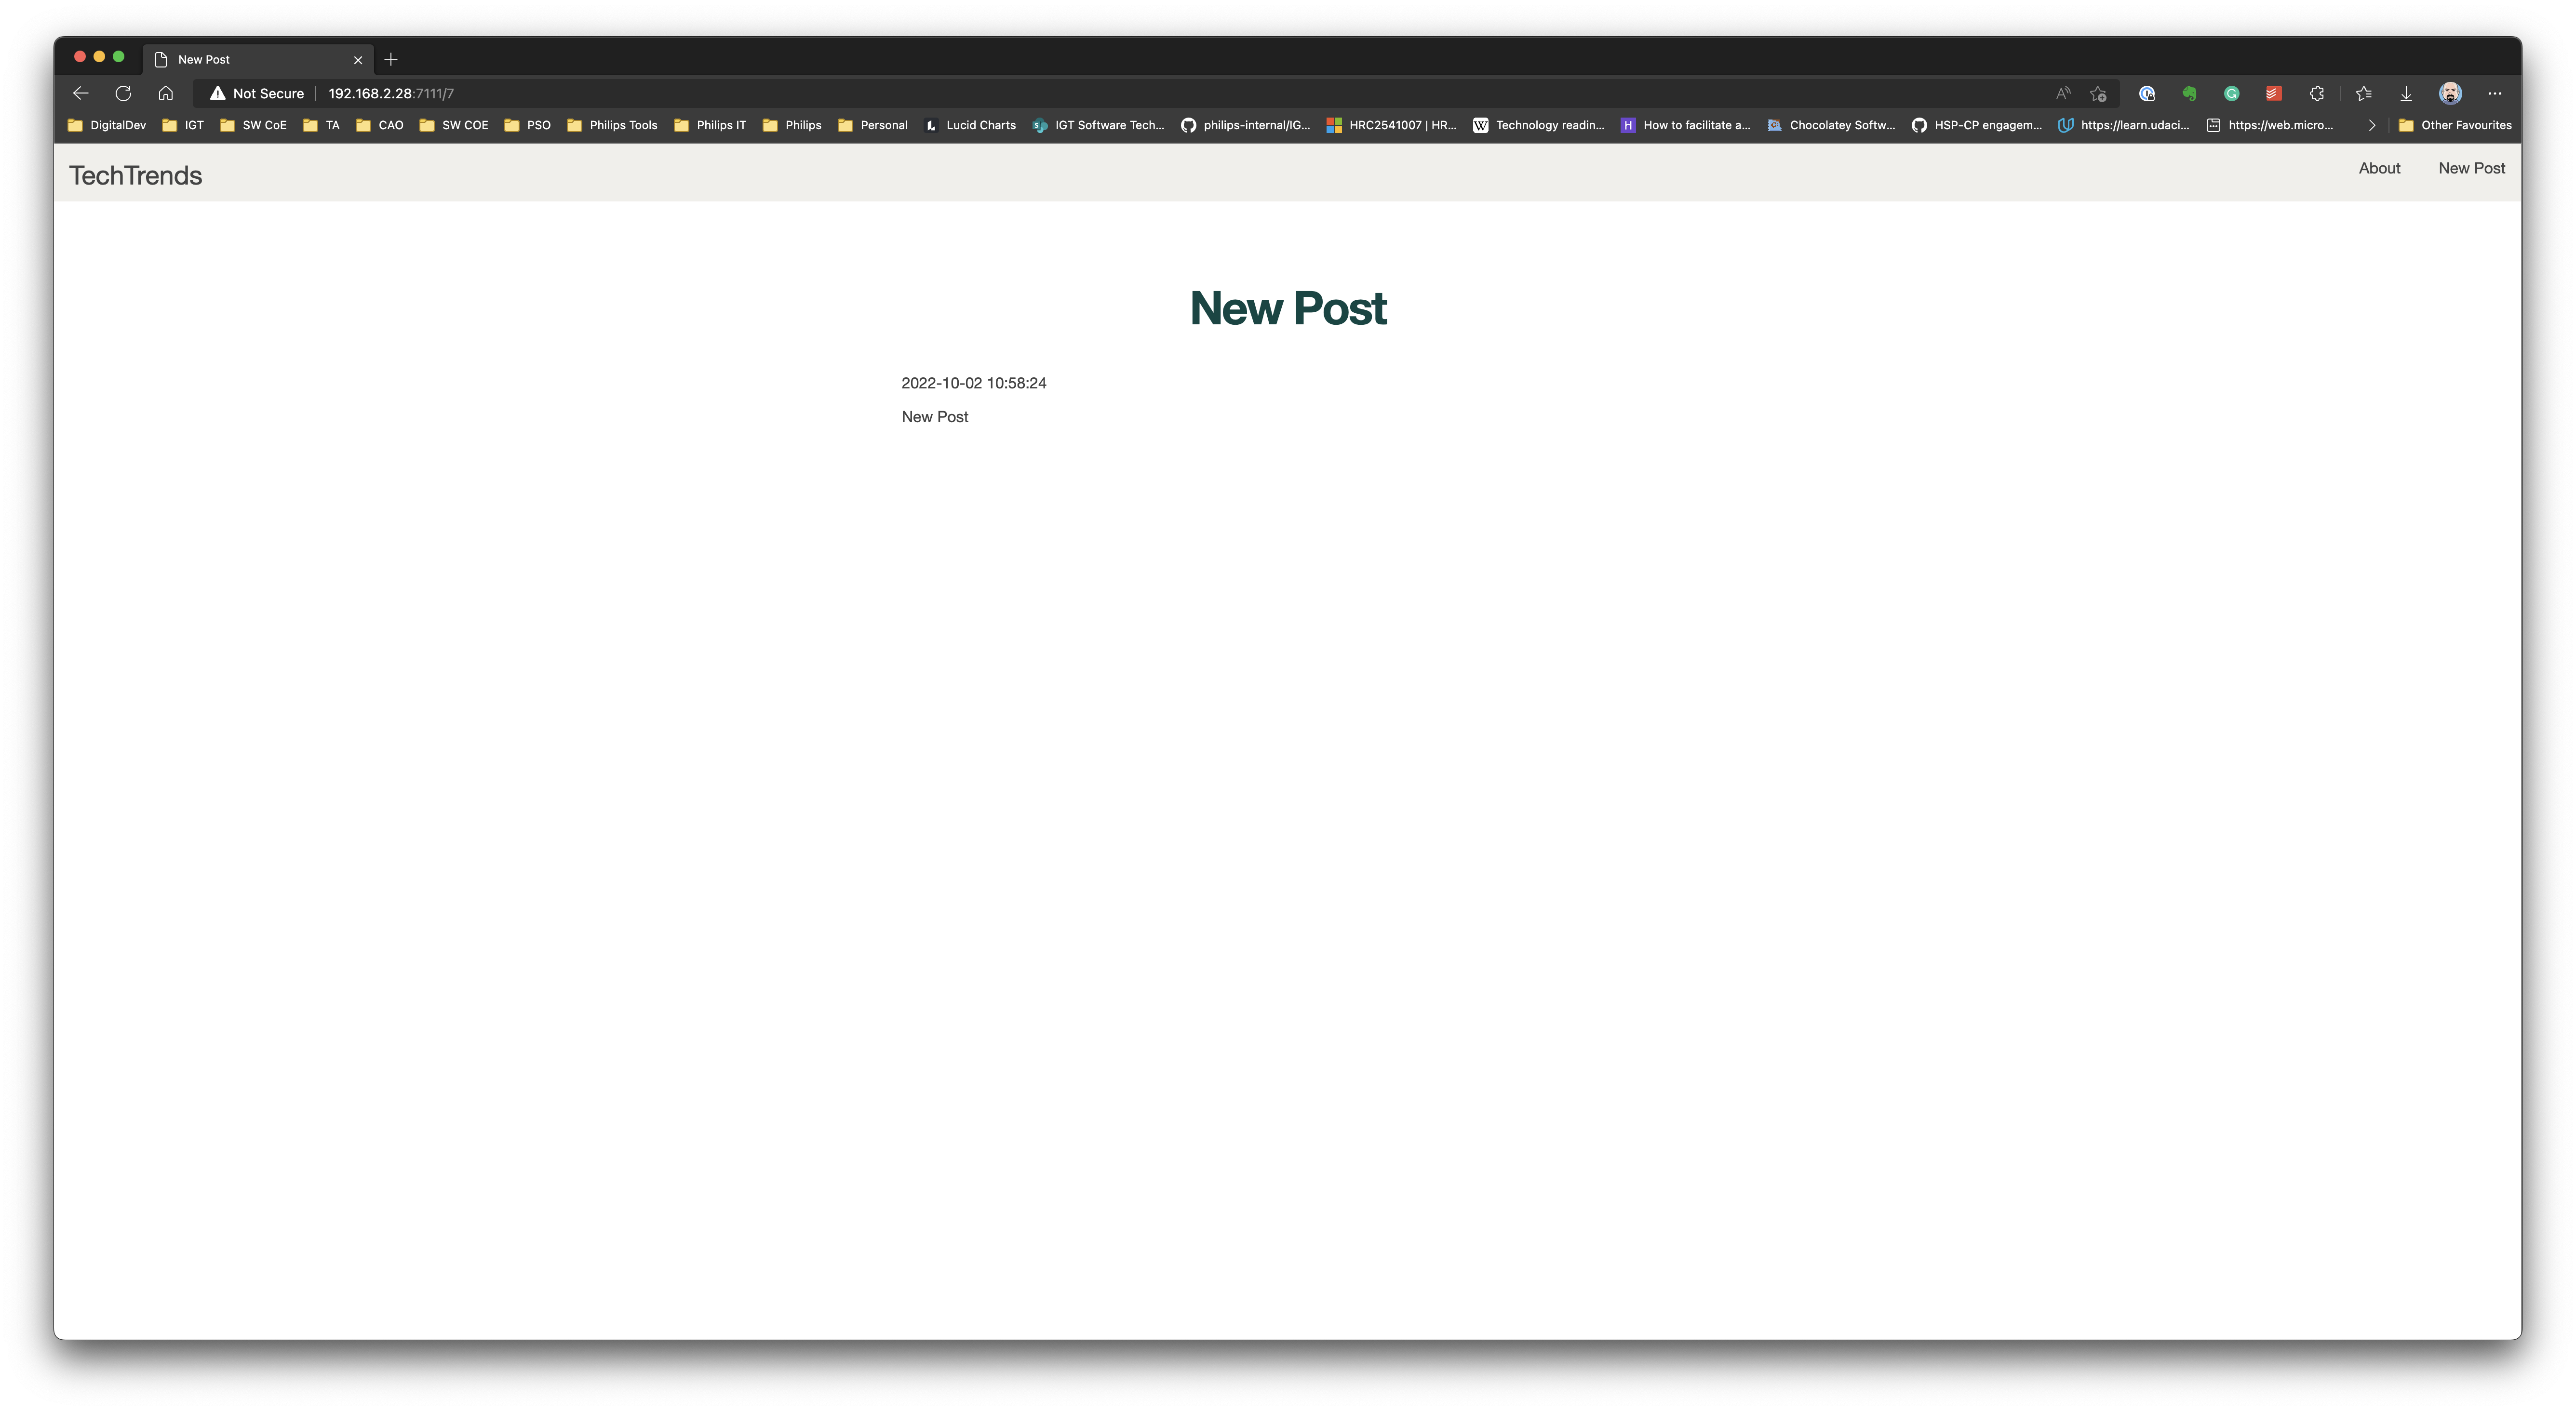 New Post
Not Secure 192.168.2.28:7111/7
DigitalDev IGT SW CoE TA CAO SW COE PSO Philips Tools Philips IT Philips Personal Lucid Charts IGT Software Tech... philips-internal/IG... HRC2541007 | HR... Technology readin... How to facilitate a... Chocolatey Softw... HSP-CP engagem... https://learn.udaci... https://web.micro... Other Favourites
TechTrends About New Post
New Post
2022-10-02 10:58:24
New Post